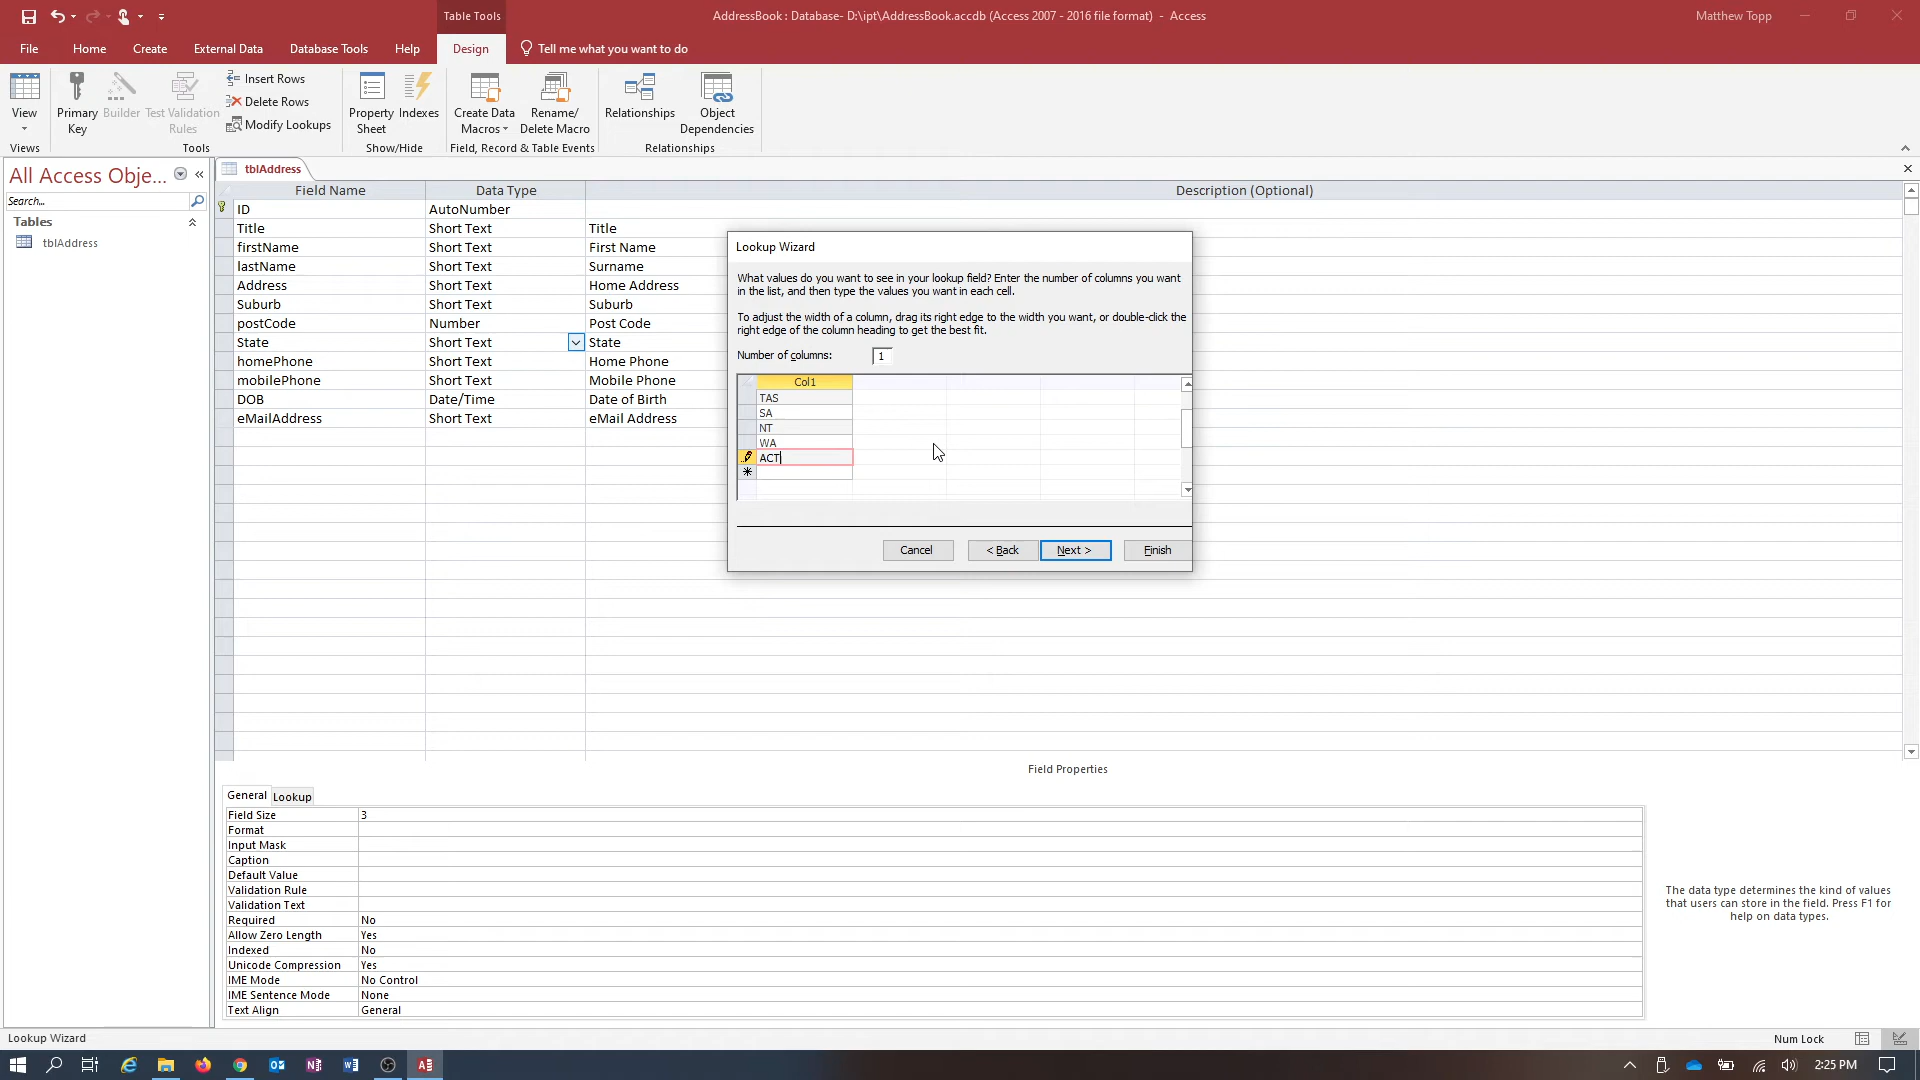 Table Tools
AddressBook : Database- D:\ipt\AddressBook.accdb (Access 2007 - 2016 file format) - Access
Matthew Topp
File Home Create External Data Database Tools Help Design Tell me what you want to do
View
Primary Key
Builder
Test Validation Rules
Insert Rows
Delete Rows
Modify Lookups
Property Sheet
Indexes
Create Data Macros
Rename/ Delete Macro
Relationships
Object Dependencies
Views Tools Show/Hide Field, Record & Table Events Relationships
All Access Obje...
Search...
Tables
tblAddress
tblAddress
Field Name Data Type Description (Optional)
ID AutoNumber
Title Short Text Title
firstName Short Text First Name
lastName Short Text Surname
Address Short Text Home Address
Suburb Short Text Suburb
postCode Number Post Code
State Short Text State
homePhone Short Text Home Phone
mobilePhone Short Text Mobile Phone
DOB Date/Time Date of Birth
eMailAddress Short Text eMail Address
Lookup Wizard
What values do you want to see in your lookup field? Enter the number of columns you want
in the list, and then type the values you want in each cell.
To adjust the width of a column, drag its right edge to the width you want, or double-click the
right edge of the column heading to get the best fit.
Number of columns: 1
Col1
TAS
SA
NT
WA
ACT
Cancel < Back Next > Finish
Field Properties
General Lookup
Field Size 3
Format
Input Mask
Caption
Default Value
Validation Rule
Validation Text
Required No
Allow Zero Length Yes
Indexed No
Unicode Compression Yes
IME Mode No Control
IME Sentence Mode None
Text Align General
The data type determines the kind of values
that users can store in the field. Press F1 for
help on data types.
Lookup Wizard
Num Lock
2:25 PM